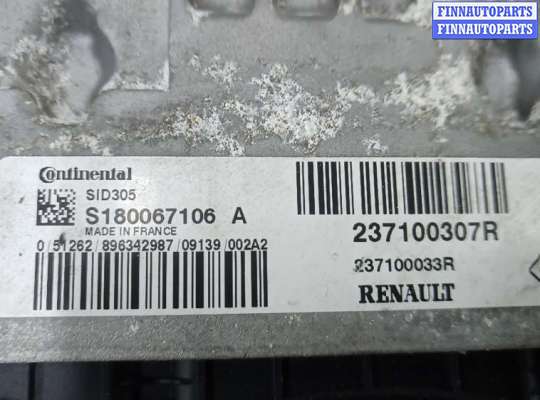 FINNAUTOPARTS
FINNAUTOPARTS
Continental
SID305
S180067106 A
MADE IN FRANCE
0/51262/896342987/09139/002A2
237100307R
237100033R
RENAULT